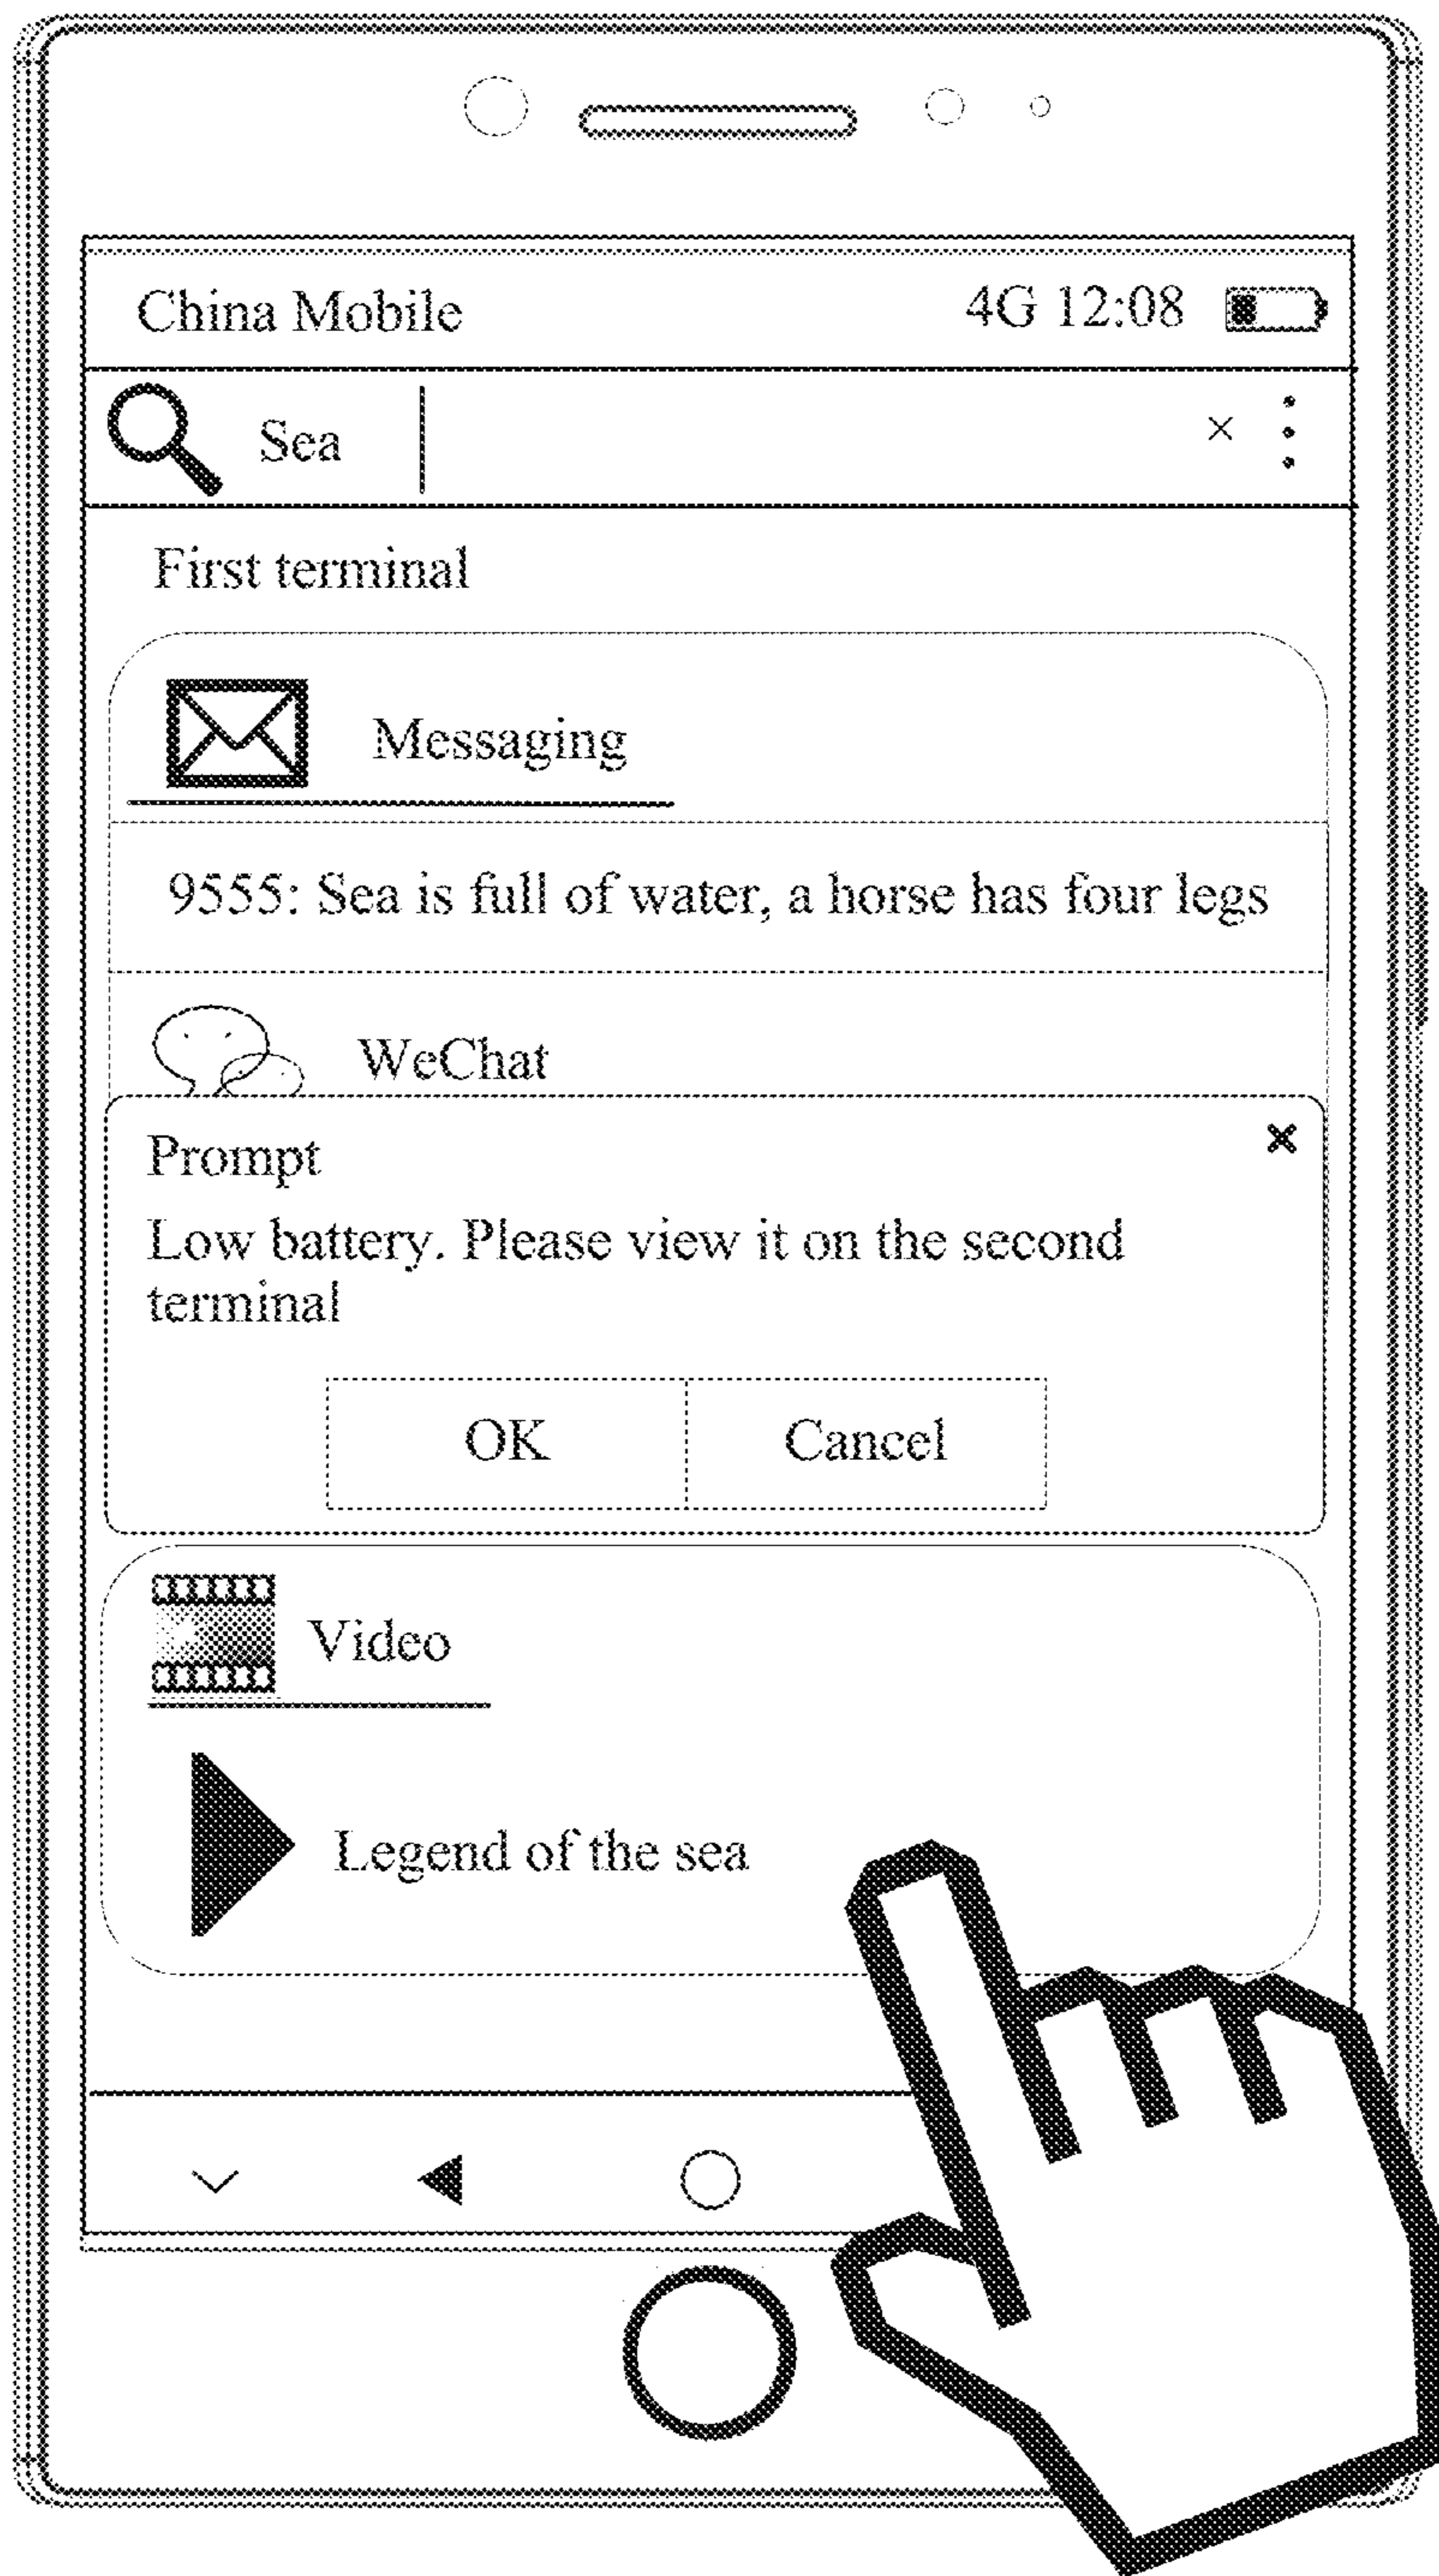 China Mobile 4G 12:08
Sea ×
First terminal
Messaging
9555: Sea is full of water, a horse has four legs
WeChat
Prompt ×
Low battery. Please view it on the second
terminal
OK Cancel
Video
Legend of the sea